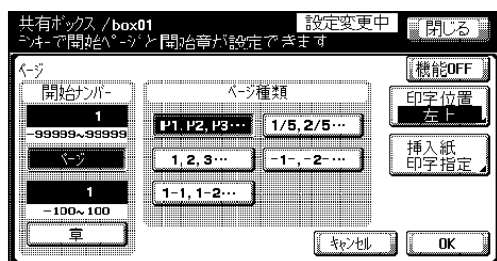 共有ボックス /box01
設定変更中
閉じる
テンキーで開始ページと開始章が設定できます
ページ
機能OFF
開始ナンバー
1
-99999~99999
ページ
1
-100~100
章
ページ種類
P1, P2, P3…
1/5, 2/5…
1, 2, 3…
-1-, -2-…
1-1, 1-2…
印字位置
左上
挿入紙
印字指定
キャンセル
OK